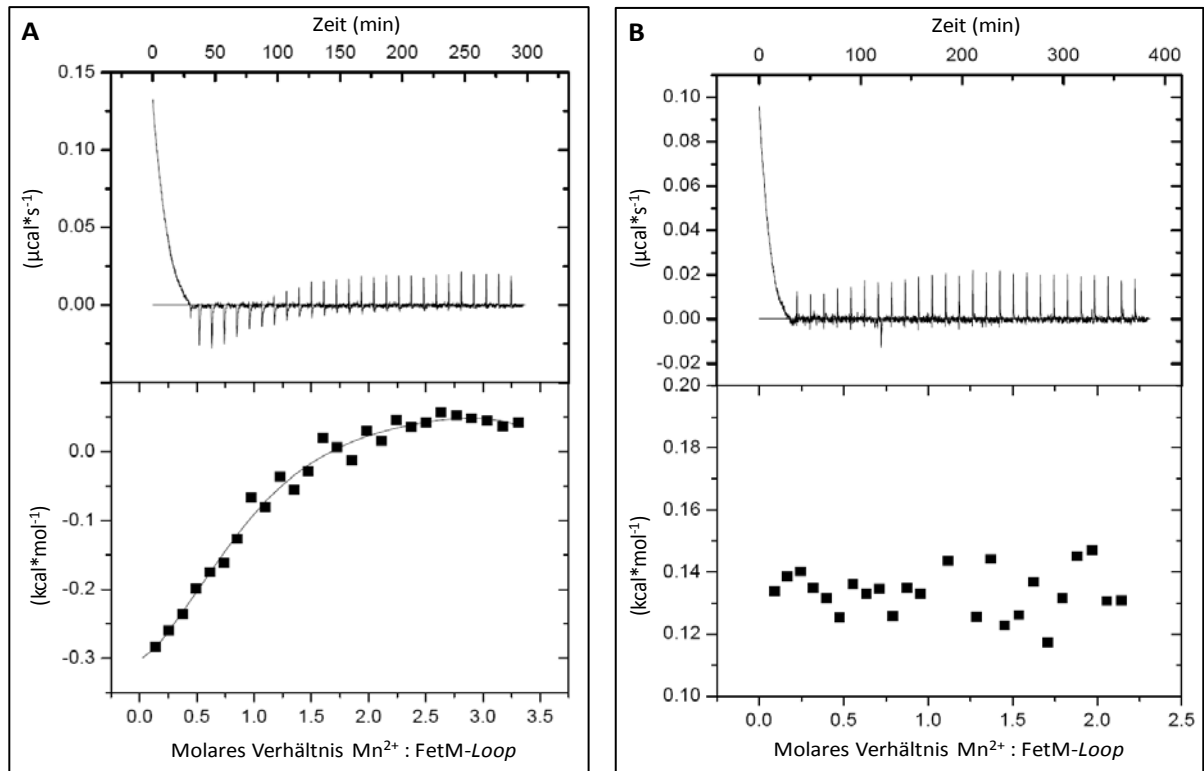 A
Zeit (min)
0 50 100 150 200 250 300
0.15
0.10
0.05
0.00
(µcal*s-1)
0.0
-0.1
-0.2
-0.3
(kcal*mol-1)
0.0 0.5 1.0 1.5 2.0 2.5 3.0 3.5
Molares Verhältnis Mn2+ : FetM-Loop
B
Zeit (min)
0 100 200 300 400
0.10
0.08
0.06
0.04
0.02
0.00
-0.02
(µcal*s-1)
0.20
0.18
0.16
0.14
0.12
0.10
(kcal*mol-1)
0.0 0.5 1.0 1.5 2.0 2.5
Molares Verhältnis Mn2+ : FetM-Loop